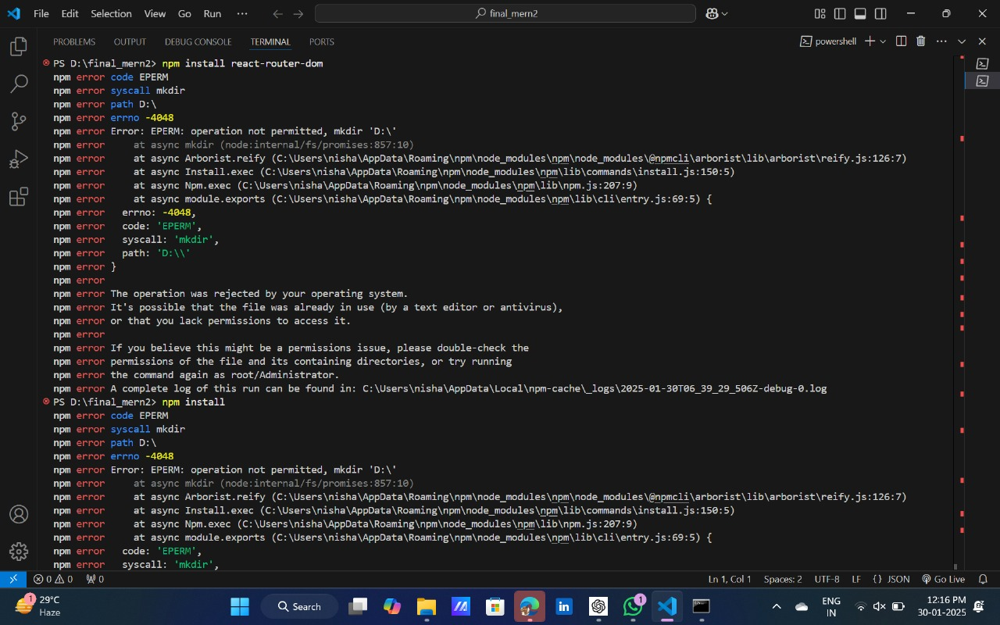 File Edit Selection View Go Run ··· final_mern2
PROBLEMS OUTPUT DEBUG CONSOLE TERMINAL PORTS powershell
PS D:\final_mern2> npm install react-router-dom
npm error code EPERM
npm error syscall mkdir
npm error path D:\
npm error errno -4048
npm error Error: EPERM: operation not permitted, mkdir 'D:\'
npm error     at async mkdir (node:internal/fs/promises:857:10)
npm error     at async Arborist.reify (C:\Users\nisha\AppData\Roaming\npm\node_modules\npm\node_modules\@npmcli\arborist\lib\arborist\reify.js:126:7)
npm error     at async Install.exec (C:\Users\nisha\AppData\Roaming\npm\node_modules\npm\lib\commands\install.js:150:5)
npm error     at async Npm.exec (C:\Users\nisha\AppData\Roaming\npm\node_modules\npm\lib\npm.js:207:9)
npm error     at async module.exports (C:\Users\nisha\AppData\Roaming\npm\node_modules\npm\lib\cli\entry.js:69:5) {
npm error   errno: -4048,
npm error   code: 'EPERM',
npm error   syscall: 'mkdir',
npm error   path: 'D:\\'
npm error }
npm error
npm error The operation was rejected by your operating system.
npm error It's possible that the file was already in use (by a text editor or antivirus),
npm error or that you lack permissions to access it.
npm error
npm error If you believe this might be a permissions issue, please double-check the
npm error permissions of the file and its containing directories, or try running
npm error the command again as root/Administrator.
npm error A complete log of this run can be found in: C:\Users\nisha\AppData\Local\npm-cache\_logs\2025-01-30T06_39_29_506Z-debug-0.log
PS D:\final_mern2> npm install
npm error code EPERM
npm error syscall mkdir
npm error path D:\
npm error errno -4048
npm error Error: EPERM: operation not permitted, mkdir 'D:\'
npm error     at async mkdir (node:internal/fs/promises:857:10)
npm error     at async Arborist.reify (C:\Users\nisha\AppData\Roaming\npm\node_modules\npm\node_modules\@npmcli\arborist\lib\arborist\reify.js:126:7)
npm error     at async Install.exec (C:\Users\nisha\AppData\Roaming\npm\node_modules\npm\lib\commands\install.js:150:5)
npm error     at async Npm.exec (C:\Users\nisha\AppData\Roaming\npm\node_modules\npm\lib\npm.js:207:9)
npm error     at async module.exports (C:\Users\nisha\AppData\Roaming\npm\node_modules\npm\lib\cli\entry.js:69:5) {
npm error   code: 'EPERM',
npm error   syscall: 'mkdir',
0 0 0 Ln 1, Col 1 Spaces: 2 UTF-8 LF {} JSON Go Live
1 29°C Search in 1 ENG 12:16 PM
Haze IN 30-01-2025